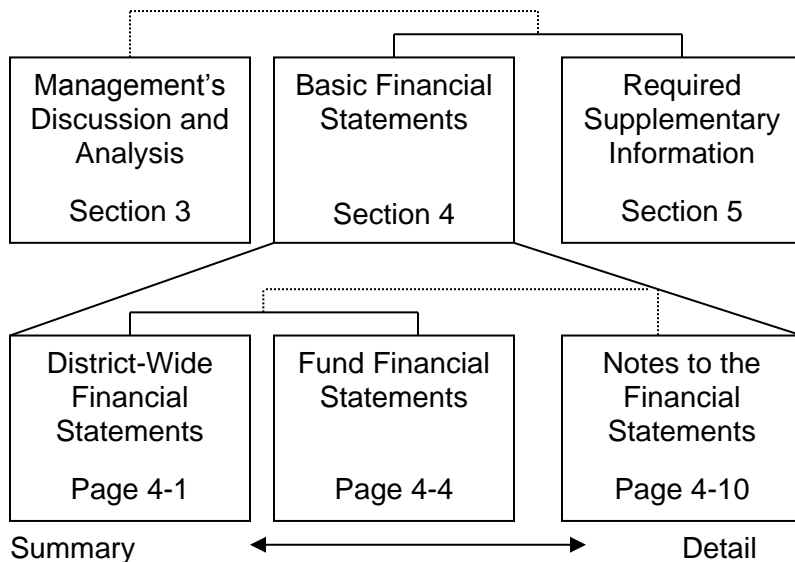 Management’s
Discussion and
Analysis
Section 3
Basic Financial
Statements
Section 4
Required
Supplementary
Information
Section 5
District-Wide
Financial
Statements
Page 4-1
Fund Financial
Statements
Page 4-4
Notes to the
Financial
Statements
Page 4-10
Summary
Detail